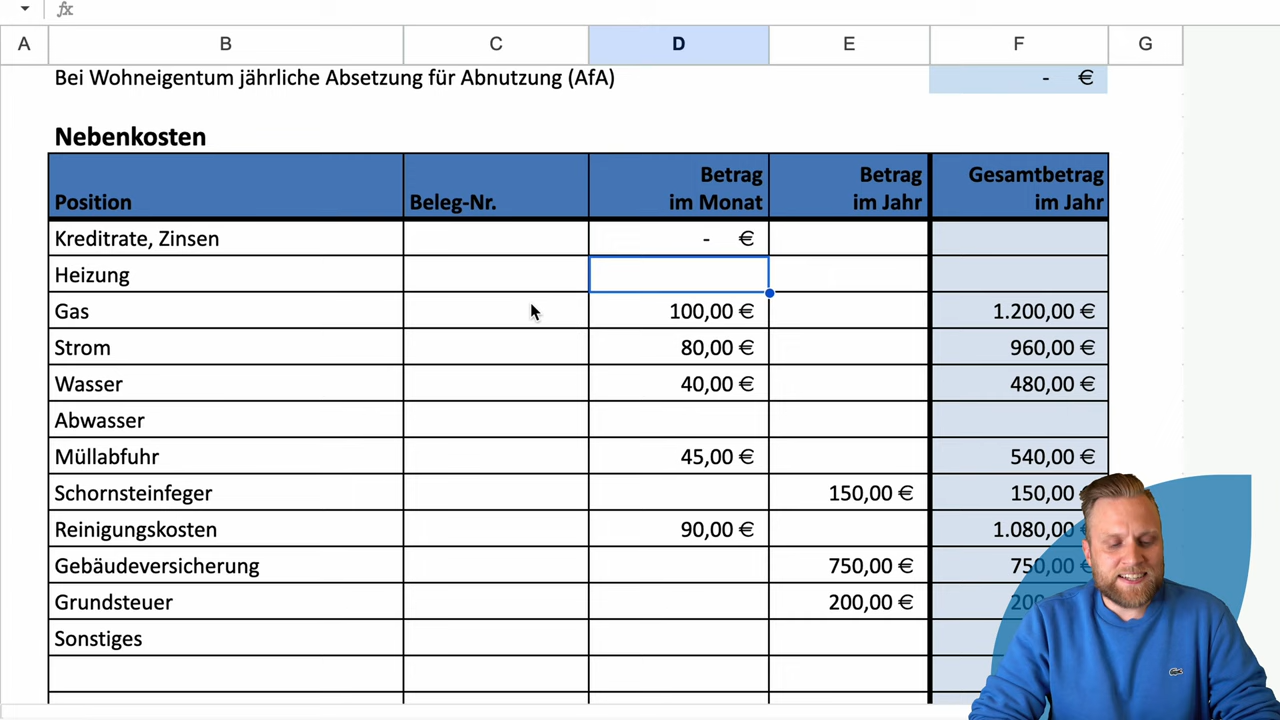 fx
A B C D E F G
Bei Wohneigentum jährliche Absetzung für Abnutzung (AfA) - €
Nebenkosten
Position Beleg-Nr. Betrag im Monat Betrag im Jahr Gesamtbetrag im Jahr
Kreditrate, Zinsen - €
Heizung
Gas 100,00 € 1.200,00 €
Strom 80,00 € 960,00 €
Wasser 40,00 € 480,00 €
Abwasser
Müllabfuhr 45,00 € 540,00 €
Schornsteinfeger 150,00 € 150,00
Reinigungskosten 90,00 € 1.080,00
Gebäudeversicherung 750,00 € 750,00
Grundsteuer 200,00 € 200
Sonstiges